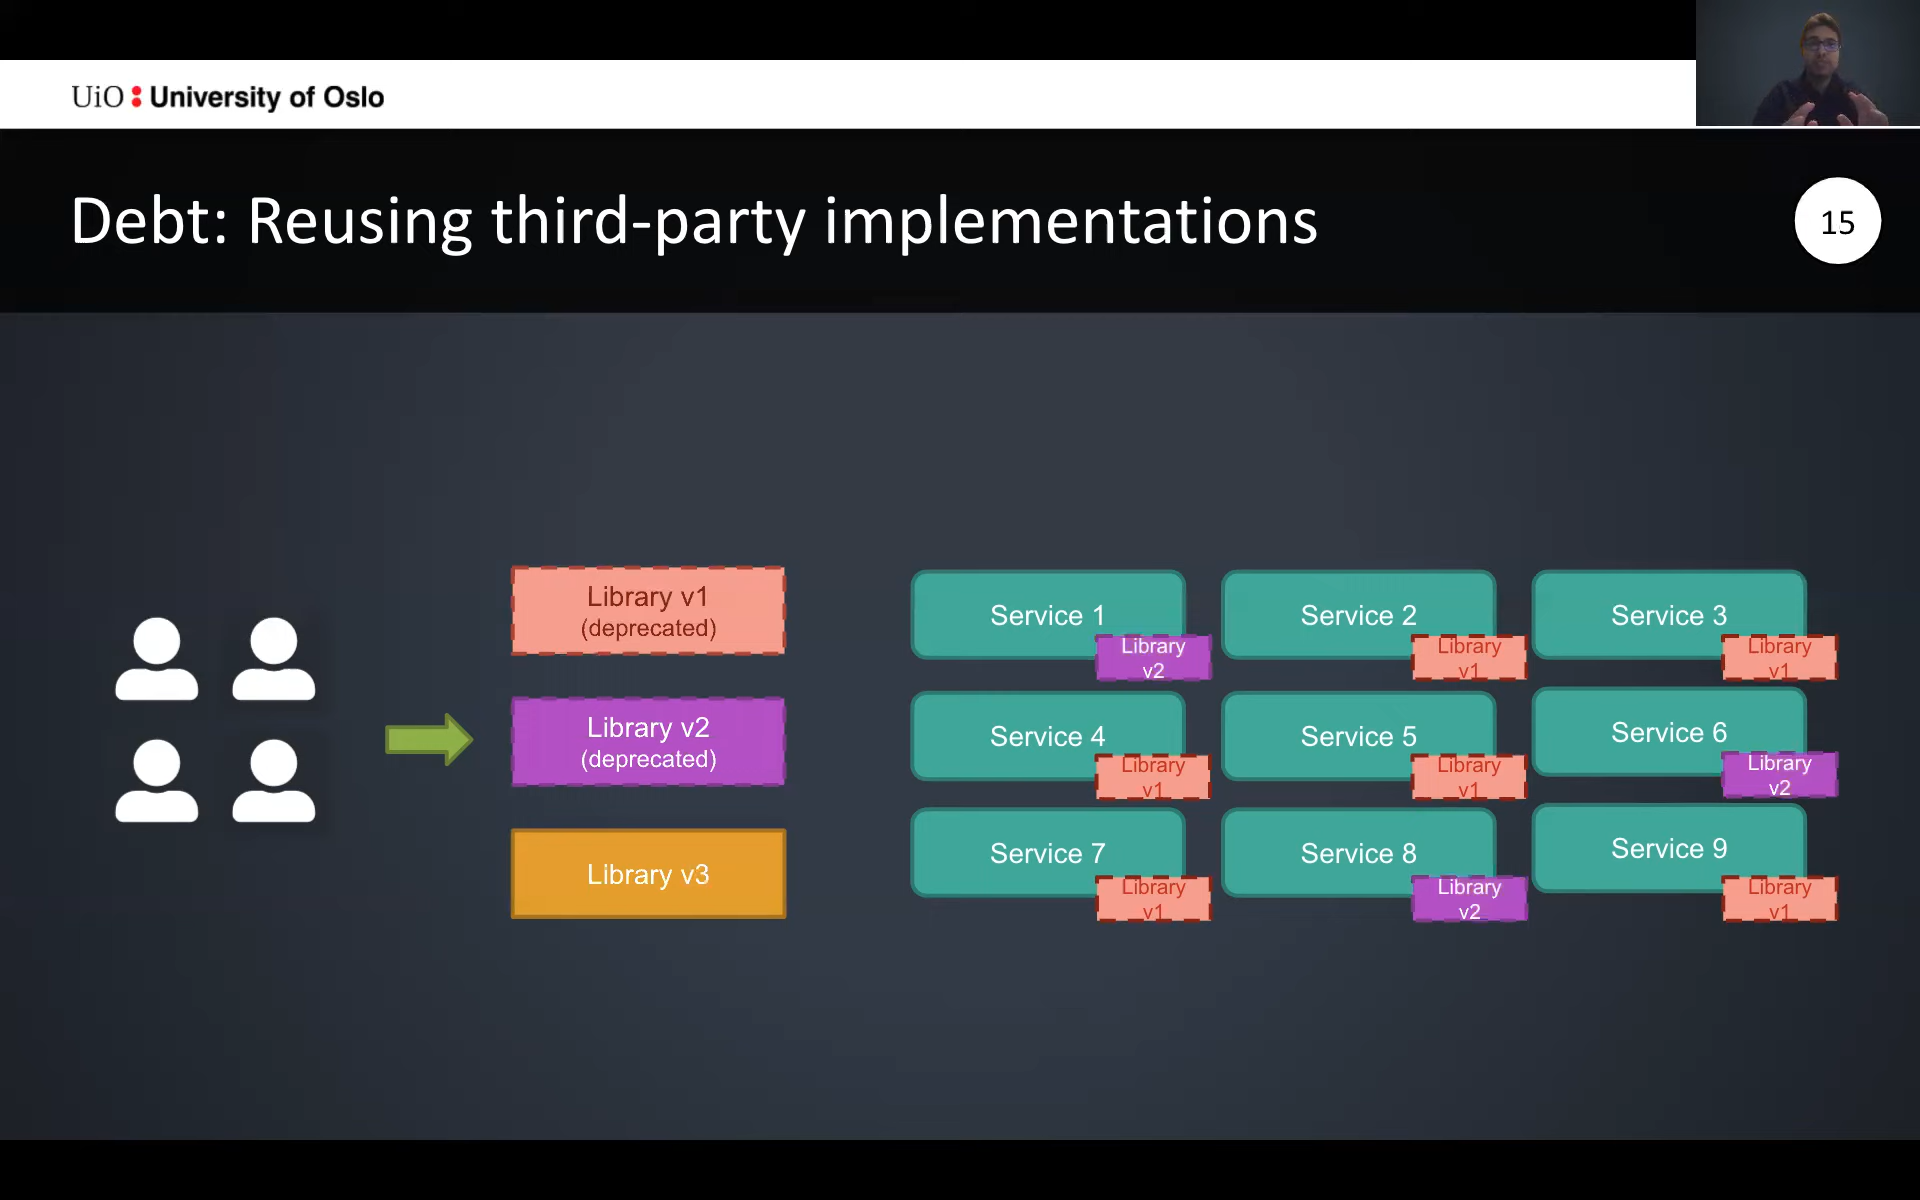 UiO University of Oslo
Debt: Reusing third-party implementations
15
Library v1
(deprecated)
Library v2
(deprecated)
Library v3
Service 1
Library
v2
Service 2
Library
v1
Service 3
Library
v1
Service 4
Library
v1
Service 5
Library
v1
Service 6
Library
v2
Service 7
Library
v1
Service 8
Library
v2
Service 9
Library
v1